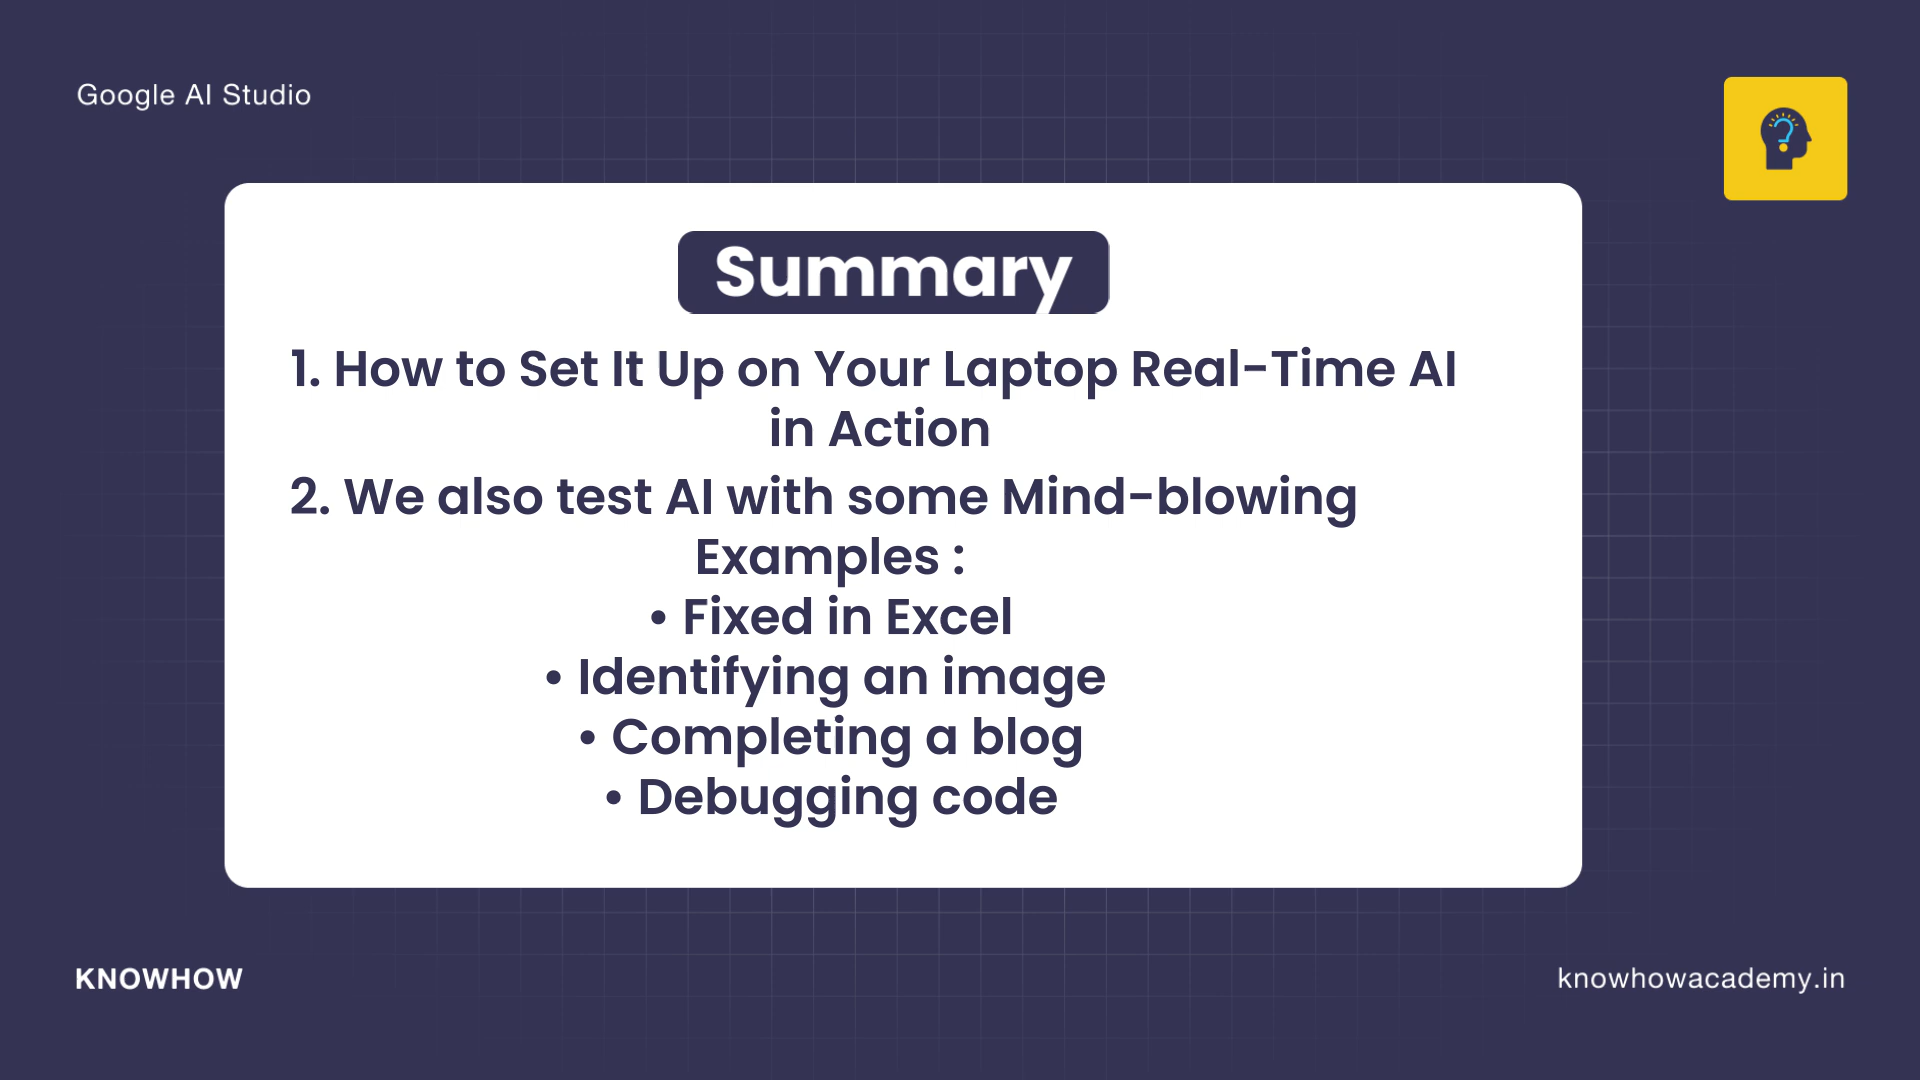 Google AI Studio
Summary
1. How to Set It Up on Your Laptop Real-Time AI
in Action
2. We also test AI with some Mind-blowing
Examples :
• Fixed in Excel
• Identifying an image
• Completing a blog
• Debugging code
KNOWHOW
knowhowacademy.in